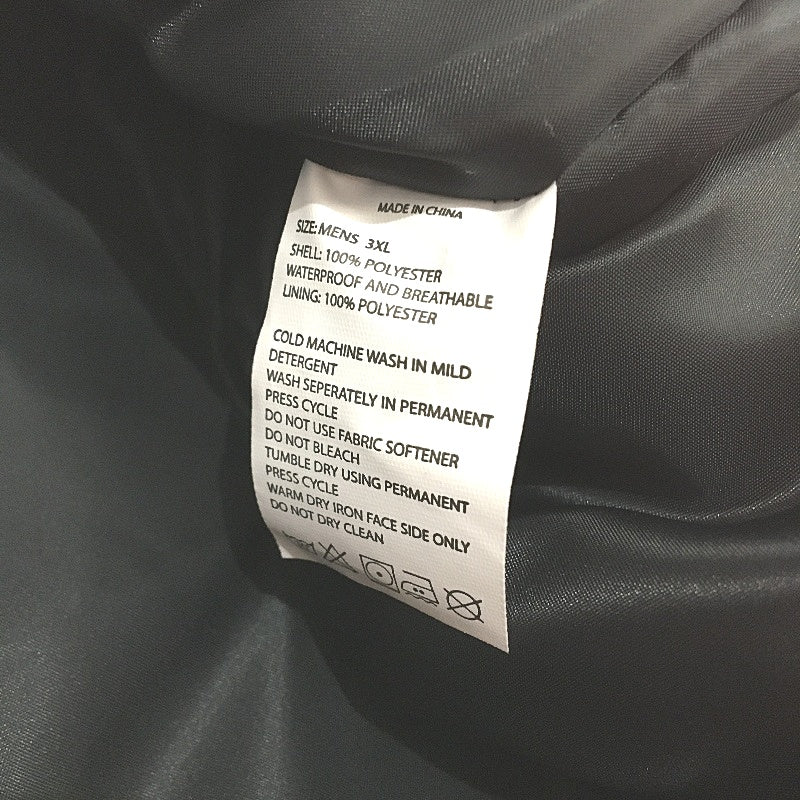 MADE IN CHINA
SIZE: MENS 3XL
SHELL: 100% POLYESTER
WATERPROOF AND BREATHABLE
LINING: 100% POLYESTER
COLD MACHINE WASH IN MILD
DETERGENT
WASH SEPERATELY IN PERMANENT
PRESS CYCLE
DO NOT USE FABRIC SOFTENER
DO NOT BLEACH
TUMBLE DRY USING PERMANENT
PRESS CYCLE
WARM DRY IRON FACE SIDE ONLY
DO NOT DRY CLEAN